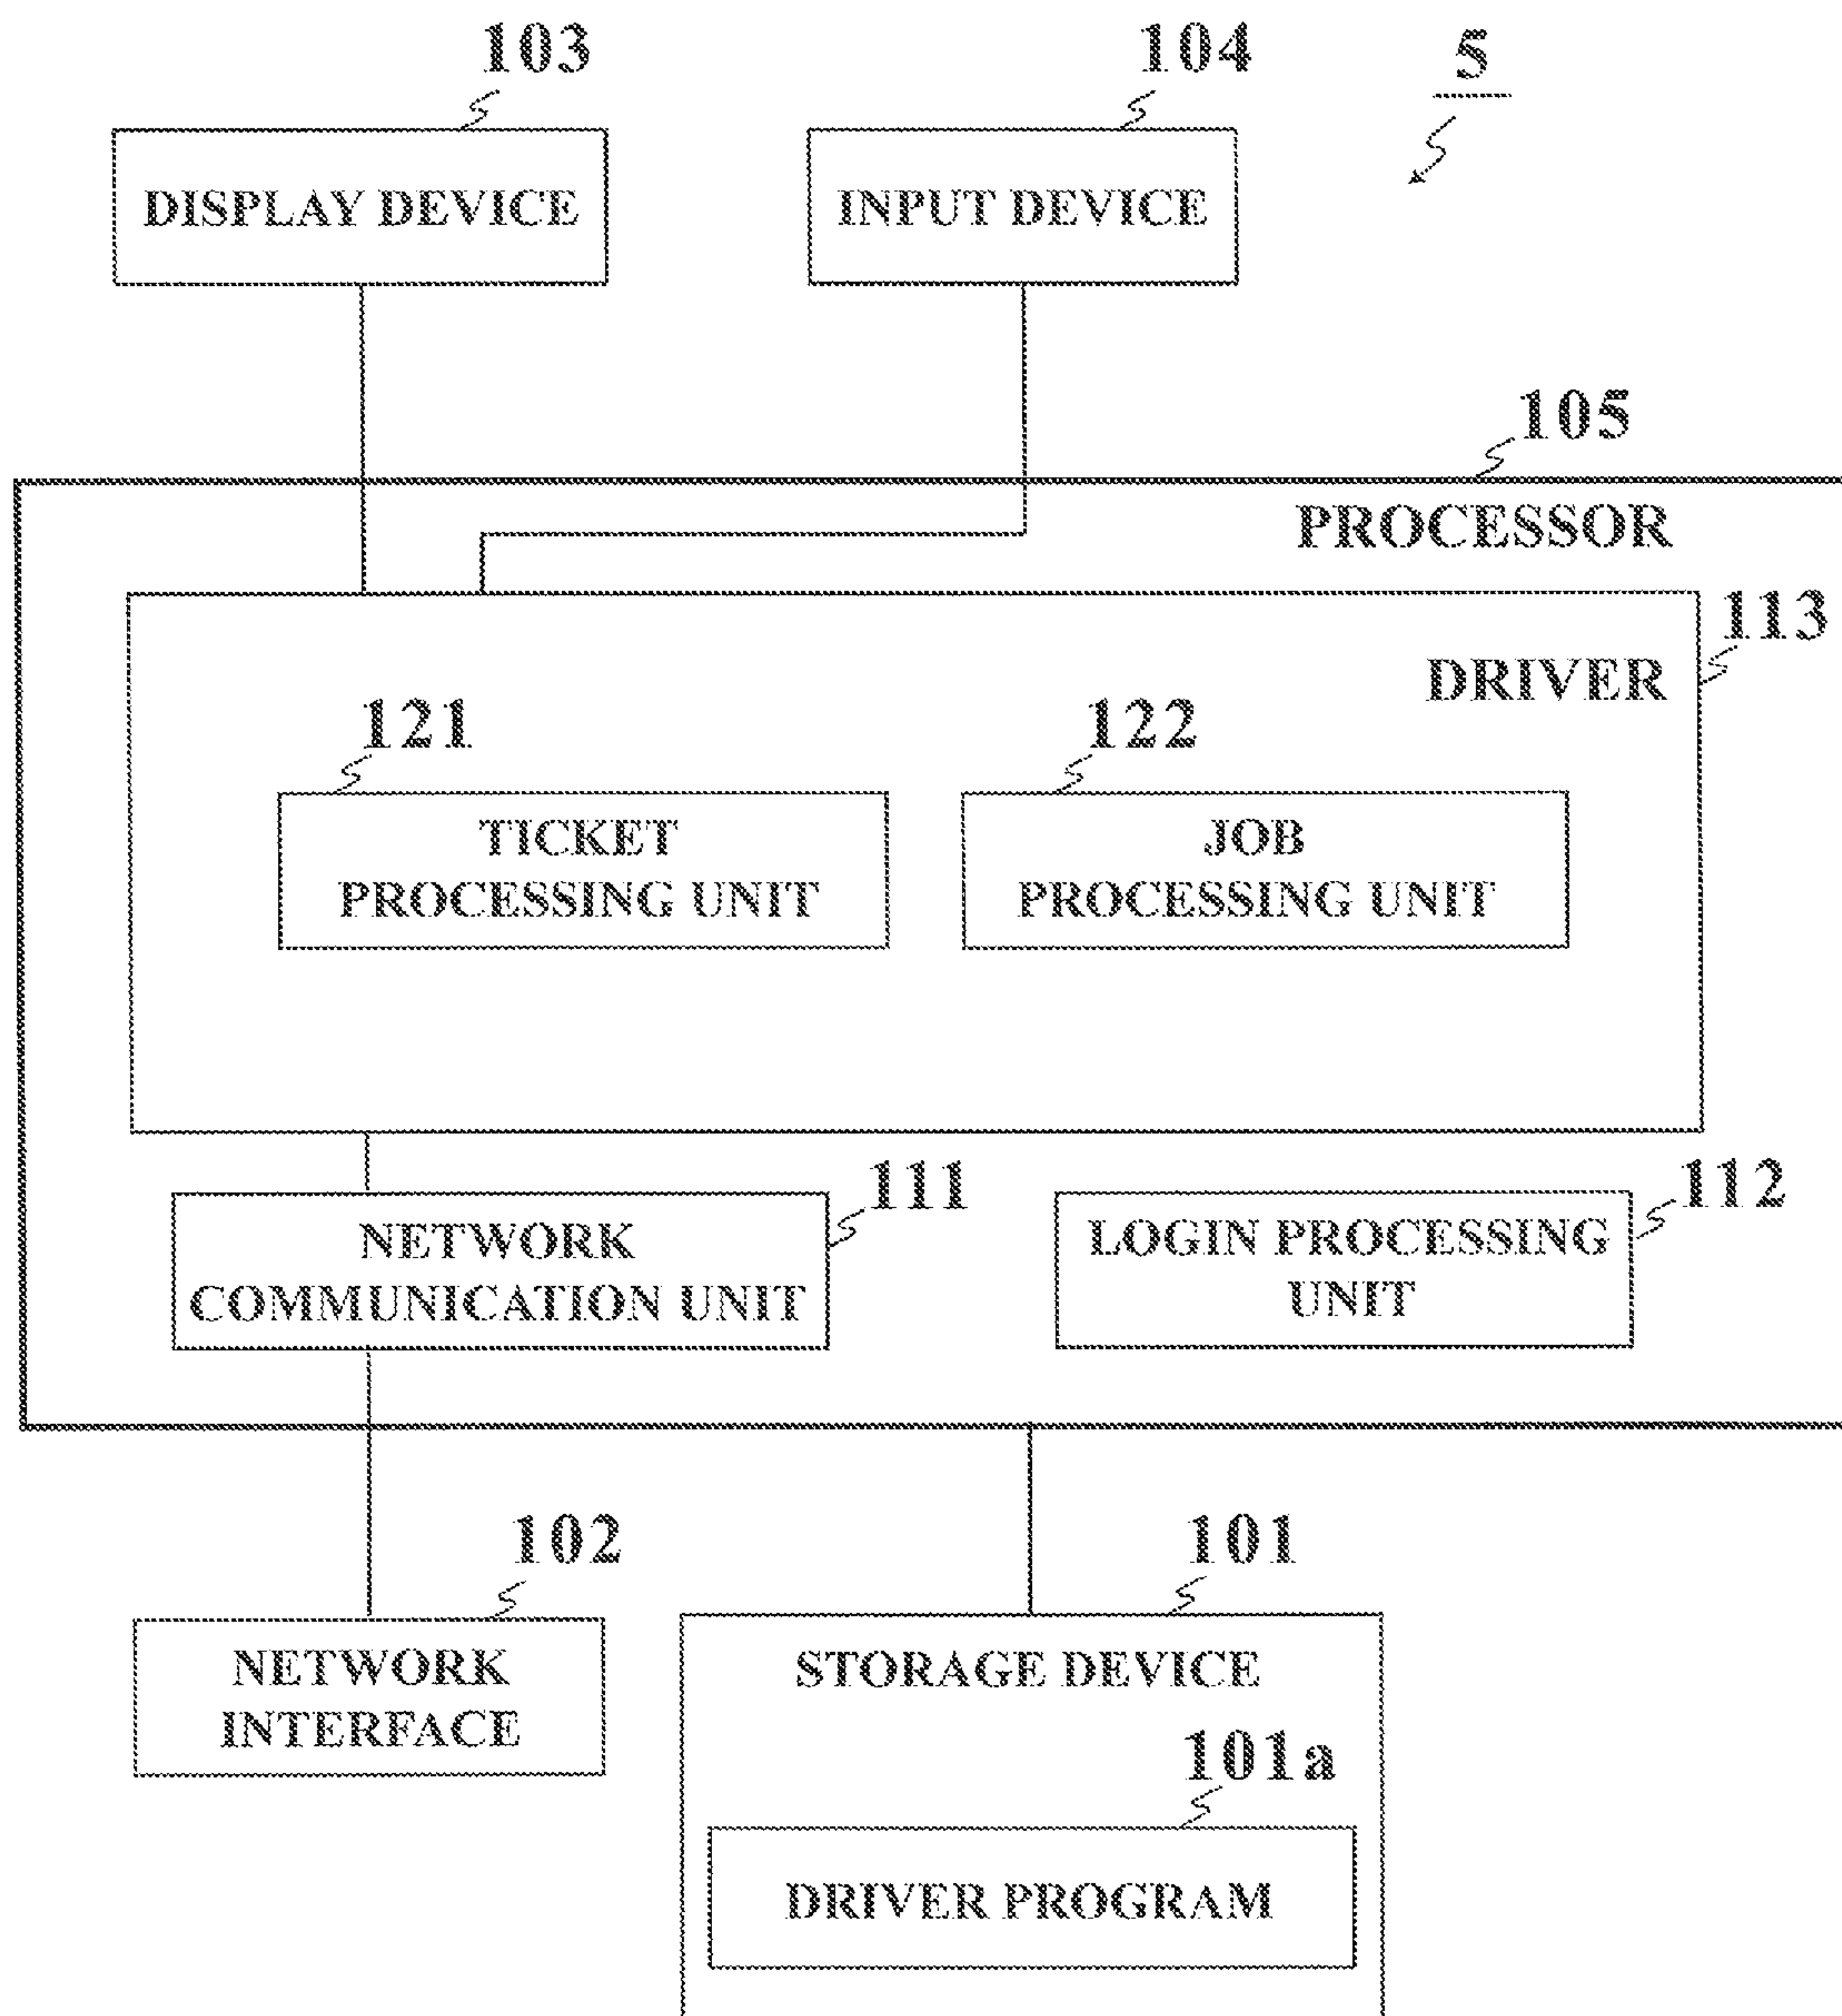 103
104
5
DISPLAY DEVICE
INPUT DEVICE
105
PROCESSOR
113
DRIVER
121
122
TICKET
PROCESSING UNIT
JOB
PROCESSING UNIT
111
112
NETWORK
COMMUNICATION UNIT
LOGIN PROCESSING
UNIT
102
101
NETWORK
INTERFACE
STORAGE DEVICE
101a
DRIVER PROGRAM